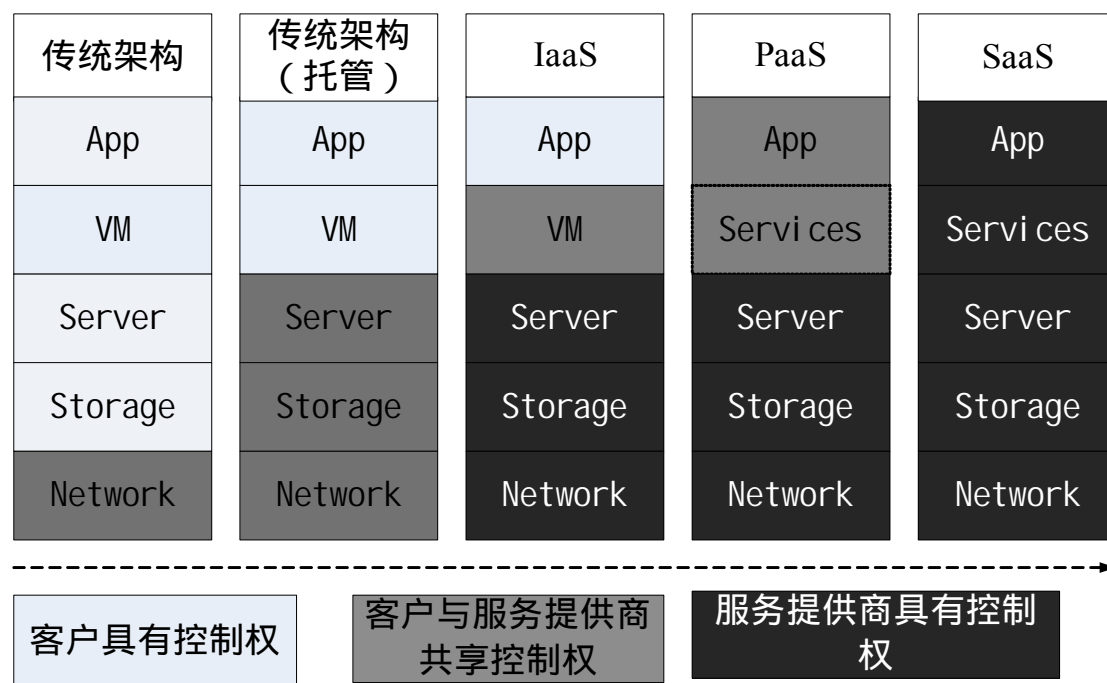 传统架构
传统架构
（托管）
IaaS
PaaS
SaaS
App
App
App
App
App
VM
VM
VM
Services
Services
Server
Server
Server
Server
Server
Storage
Storage
Storage
Storage
Storage
Network
Network
Network
Network
Network
客户具有控制权
客户与服务提供商
共享控制权
服务提供商具有控制
权